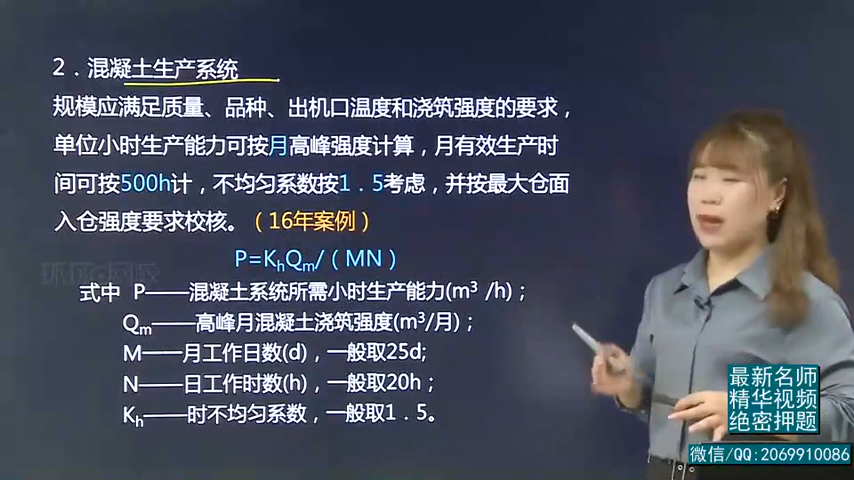 2．混凝土生产系统
规模应满足质量、品种、出机口温度和浇筑强度的要求，
单位小时生产能力可按月高峰强度计算，月有效生产时
间可按500h计，不均匀系数按1．5考虑，并按最大仓面
入仓强度要求校核。（16年案例）
P=KhQm/（MN）
式中 P——混凝土系统所需小时生产能力(m³ /h)；
Qm——高峰月混凝土浇筑强度(m³/月)；
M——月工作日数(d)，一般取25d;
N——日工作时数(h)，一般取20h；
Kh——时不均匀系数，一般取1．5。
最新名师
精华视频
绝密押题
微信/QQ:2069910086